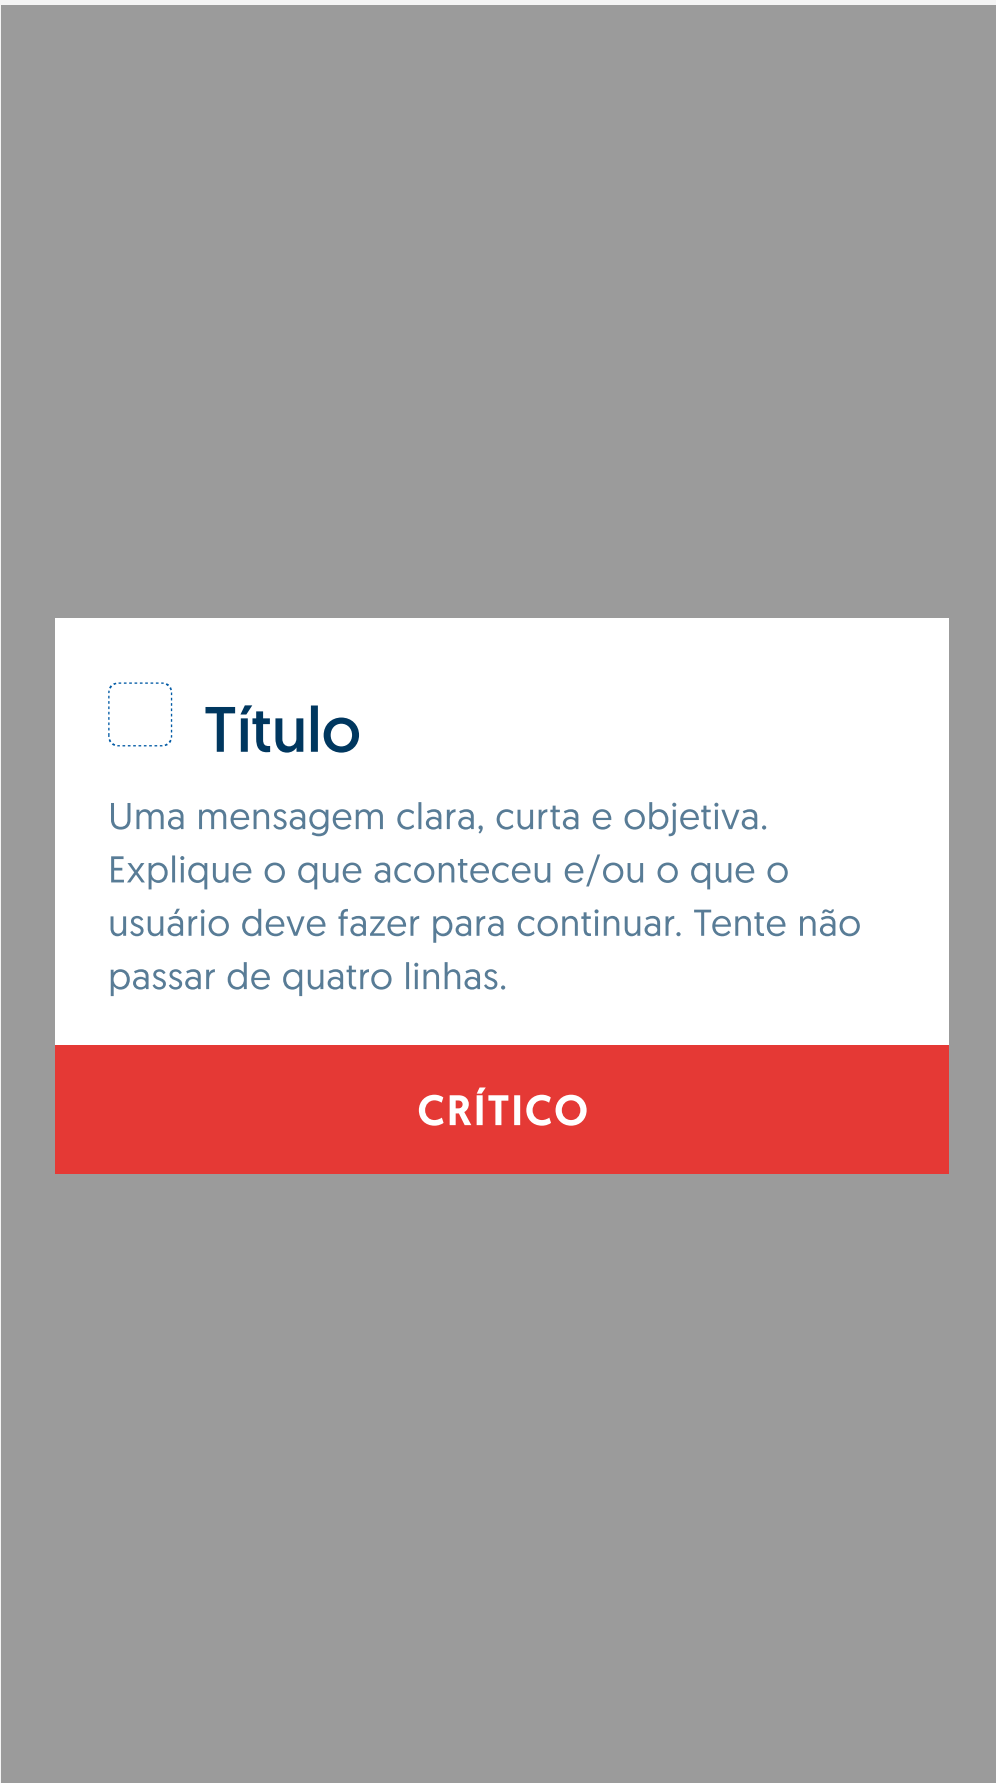 Título
Uma mensagem clara, curta e objetiva.
Explique o que aconteceu e/ou o que o
usuário deve fazer para continuar. Tente não
passar de quatro linhas.
CRÍTICO